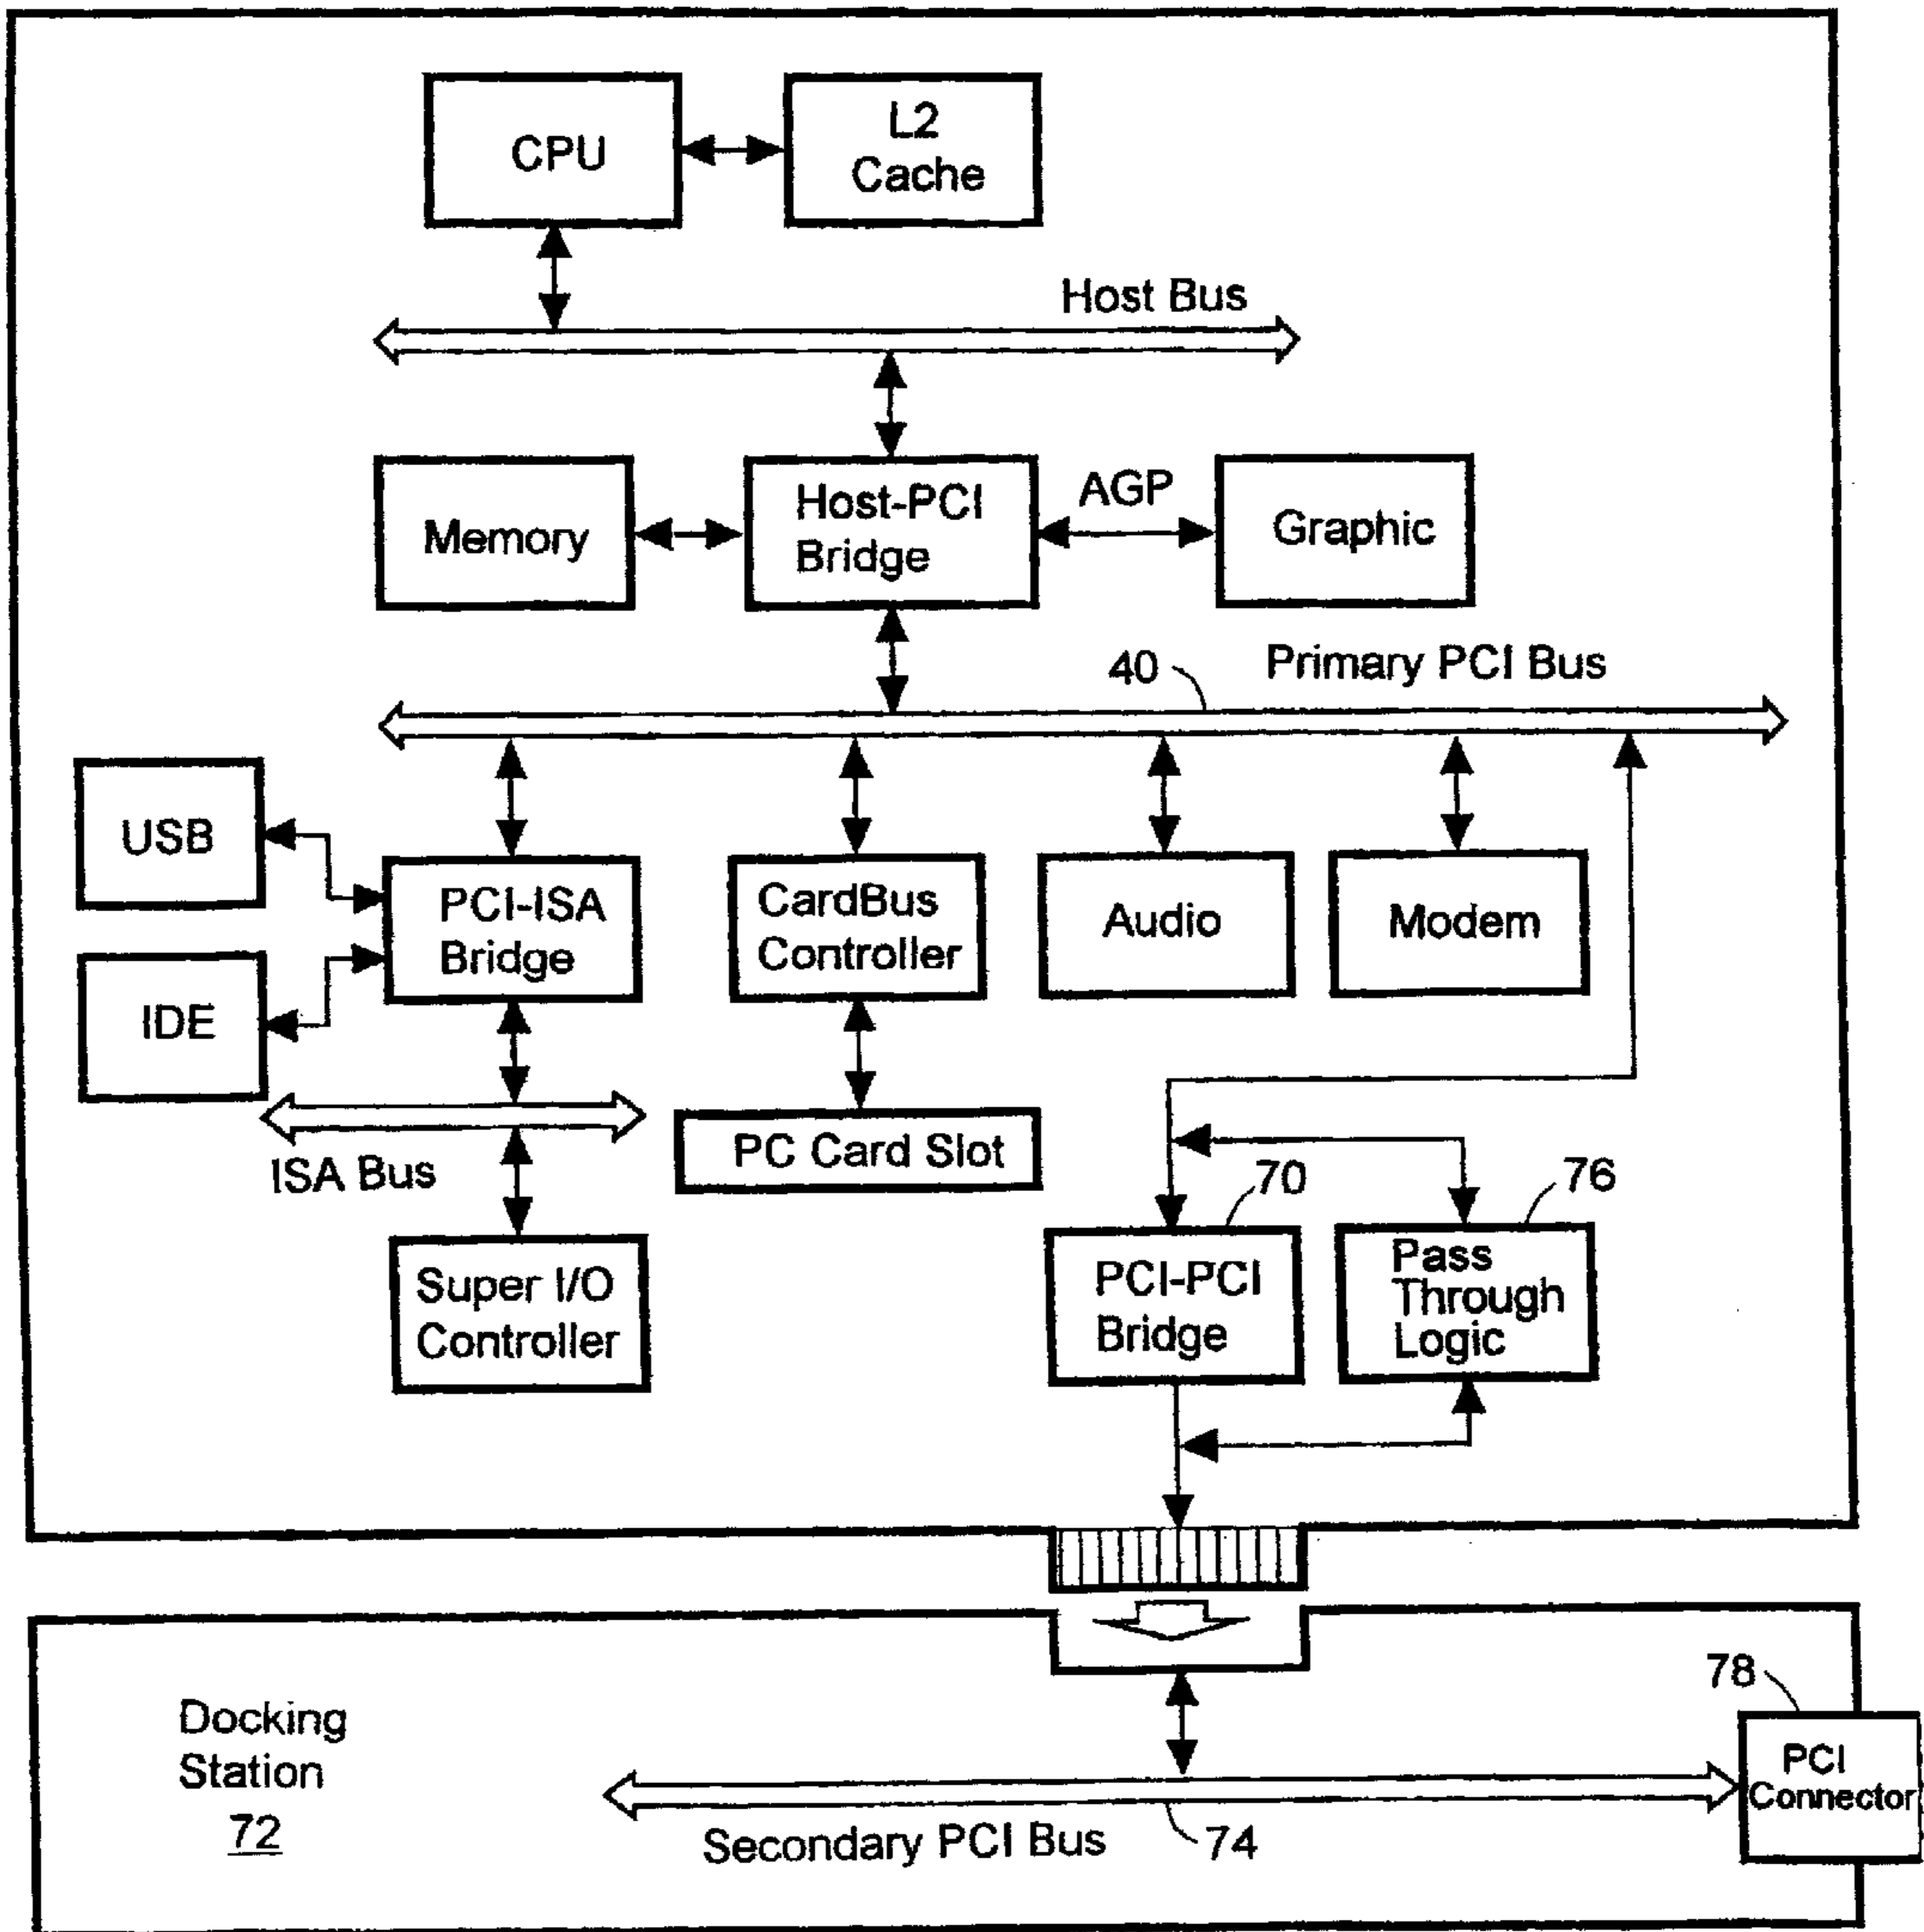 CPU
L2
Cache
Host Bus
Memory
Host-PCI
Bridge
AGP
Graphic
40
Primary PCI Bus
USB
IDE
PCI-ISA
Bridge
CardBus
Controller
Audio
Modem
ISA Bus
PC Card Slot
70
76
Super I/O
Controller
PCI-PCI
Bridge
Pass
Through
Logic
Docking
Station
72
78
PCI
Connector
Secondary PCI Bus
74